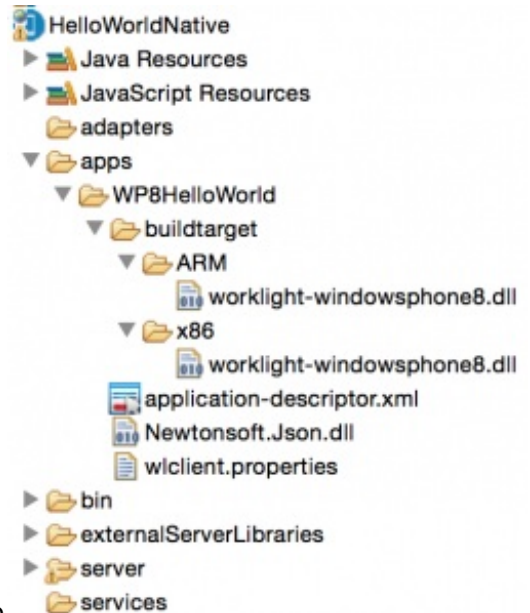 HelloWorldNative
Java Resources
JavaScript Resources
adapters
apps
WP8HelloWorld
buildtarget
ARM
worklight-windowsphone8.dll
x86
worklight-windowsphone8.dll
application-descriptor.xml
Newtonsoft.Json.dll
wlclient.properties
bin
externalServerLibraries
server
services